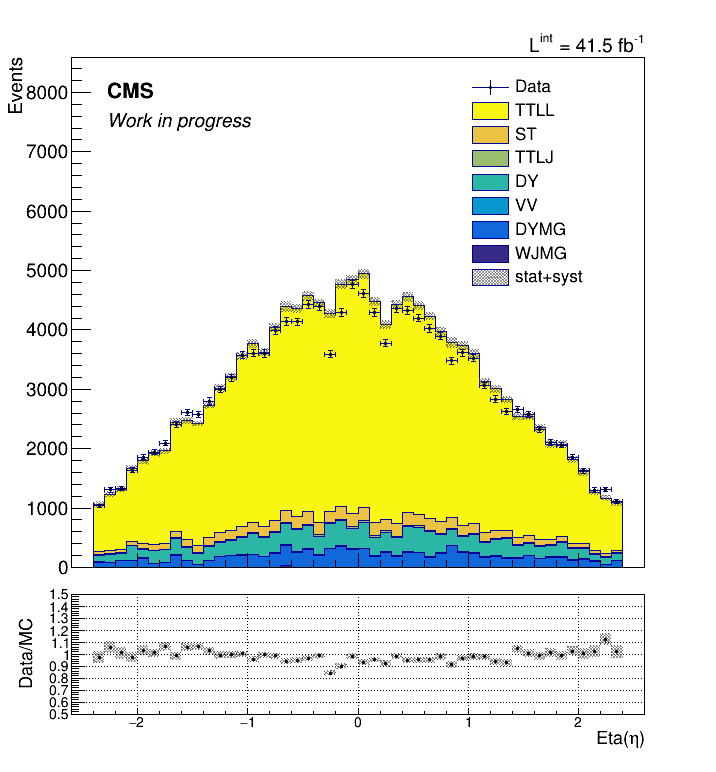 L^int = 41.5 fb^-1
Events
CMS
Work in progress
Data
TTLL
ST
TTLJ
DY
VV
DYMG
WJMG
stat+syst
8000
7000
6000
5000
4000
3000
2000
1000
0
Data/MC
1.5
1.4
1.3
1.2
1.1
1
0.9
0.8
0.7
0.6
0.5
−2 −1 0 1 2
Eta(η)